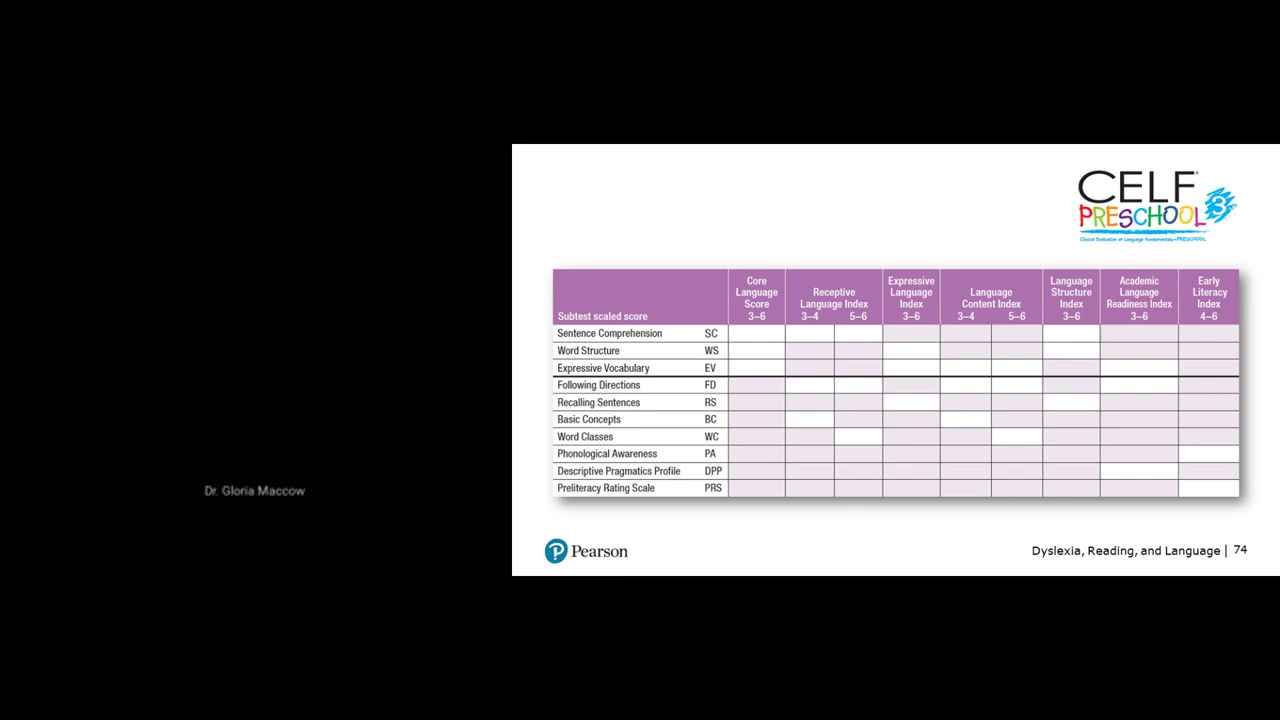 CELF
PRESCHOOL 3
Clinical Evaluation of Language Fundamentals–PRESCHOOL
Subtest scaled score
Core Language Score 3–6
Receptive Language Index 3–4 5–6
Expressive Language Index 3–6
Language Content Index 3–4 5–6
Language Structure Index 3–6
Academic Language Readiness Index 3–6
Early Literacy Index 4–6
Sentence Comprehension SC
Word Structure WS
Expressive Vocabulary EV
Following Directions FD
Recalling Sentences RS
Basic Concepts BC
Word Classes WC
Phonological Awareness PA
Descriptive Pragmatics Profile DPP
Preliteracy Rating Scale PRS
Dr. Gloria Maccow
Pearson
Dyslexia, Reading, and Language | 74